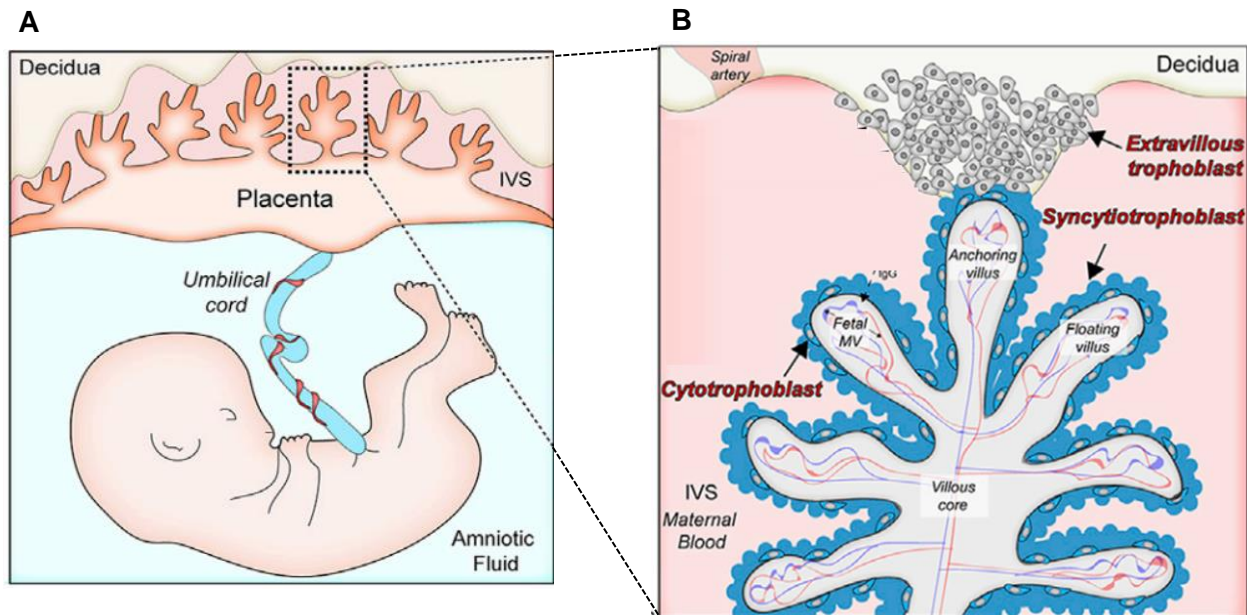 A
Decidua
IVS
Placenta
Umbilical
cord
Amniotic
Fluid
B
Spiral
artery
Decidua
Extravillous
trophoblast
Syncytiotrophoblast
Anchoring
villus
IgG
Fetal
MV
Floating
villus
Cytotrophoblast
Villous
core
IVS
Maternal
Blood